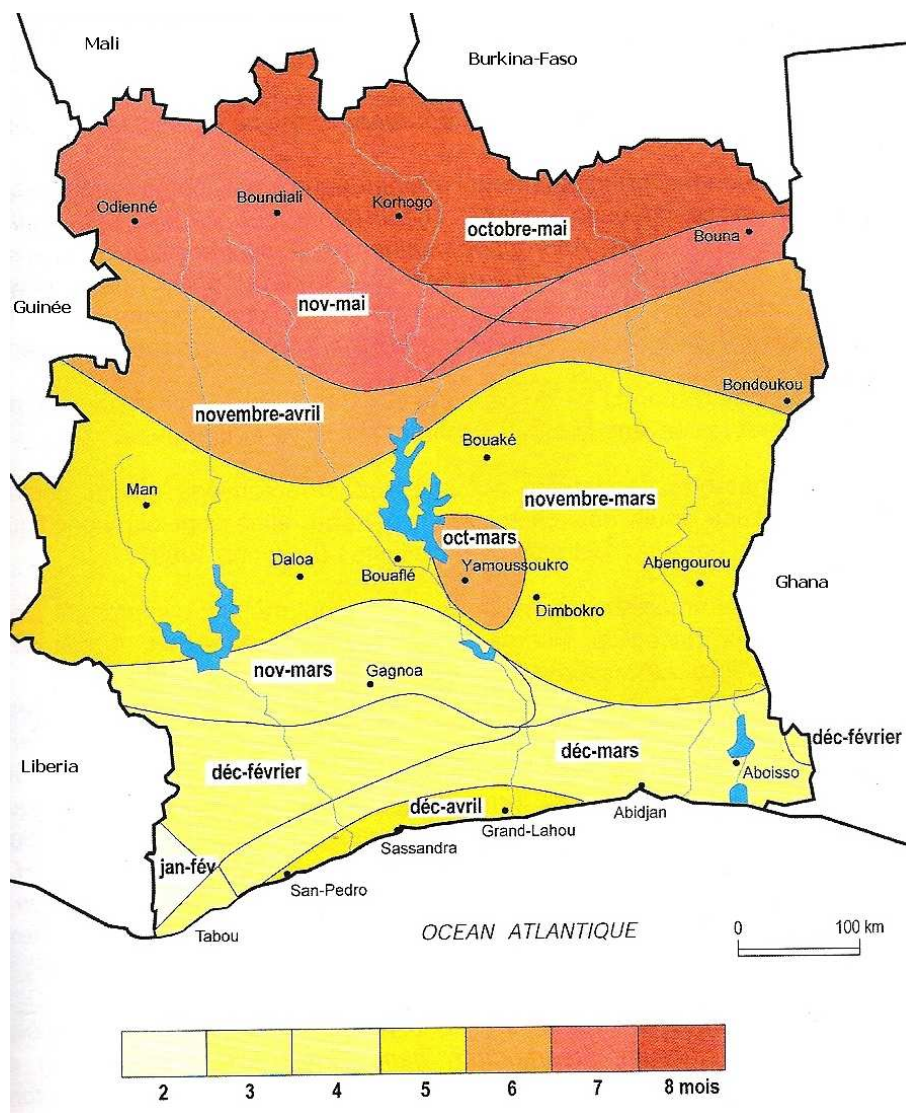 Mali
Burkina-Faso
Boundiali
Korhogo
Odienné
octobre-mai
Bouna
Guinée
nov-mai
Bondoukou
novembre-avril
Bouaké
Man
novembre-mars
oct-mars
Daloa
Bouaflé
Yamoussoukro
Abengourou
Ghana
Dimbokro
nov-mars
Gagnoa
déc-février
déc-mars
Liberia
déc-février
Aboisso
déc-avril
Abidjan
Grand-Lahou
Sassandra
jan-fév
San-Pedro
Tabou
OCEAN ATLANTIQUE
0 100 km
2 3 4 5 6 7 8 mois